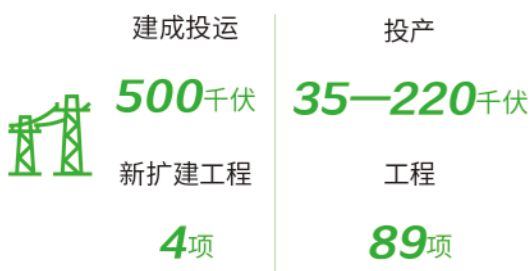 建成投运
500千伏
新扩建工程
4项
投产
35—220千伏
工程
89项